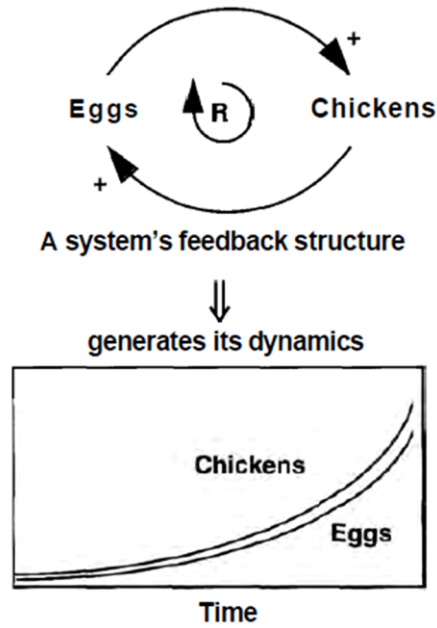 +
Eggs R Chickens
+
A system's feedback structure
⇓
generates its dynamics
Chickens
Eggs
Time